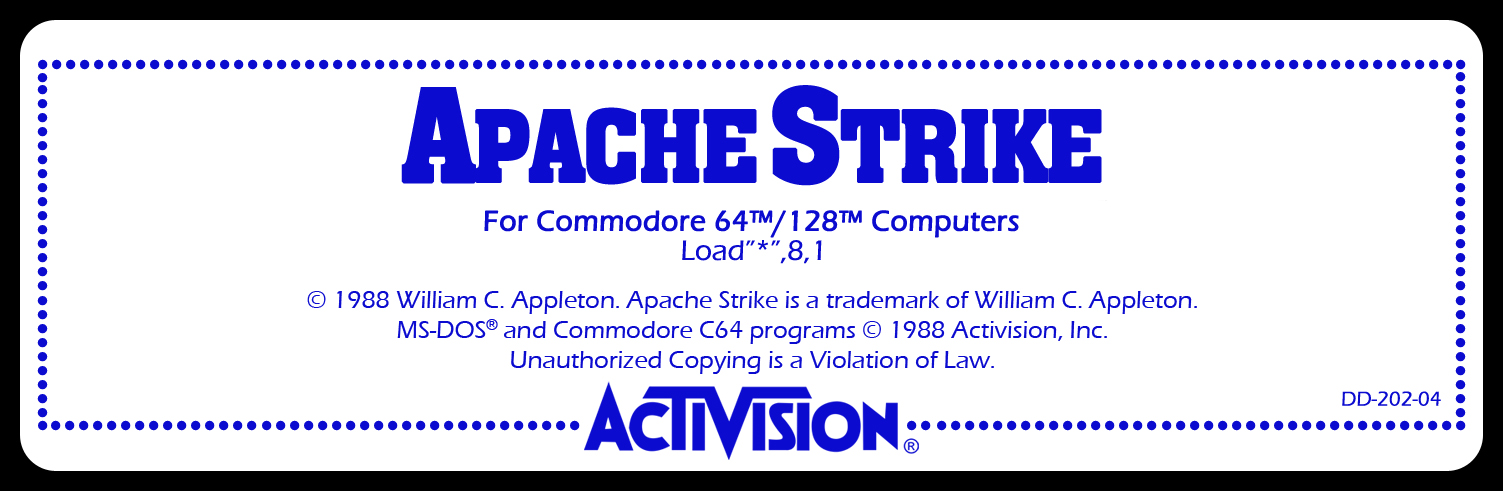 APACHE STRIKE
For Commodore 64™/128™ Computers
Load”*”,8,1
© 1988 William C. Appleton. Apache Strike is a trademark of William C. Appleton.
MS-DOS® and Commodore C64 programs © 1988 Activision, Inc.
Unauthorized Copying is a Violation of Law.
DD-202-04
ACTIVISION®